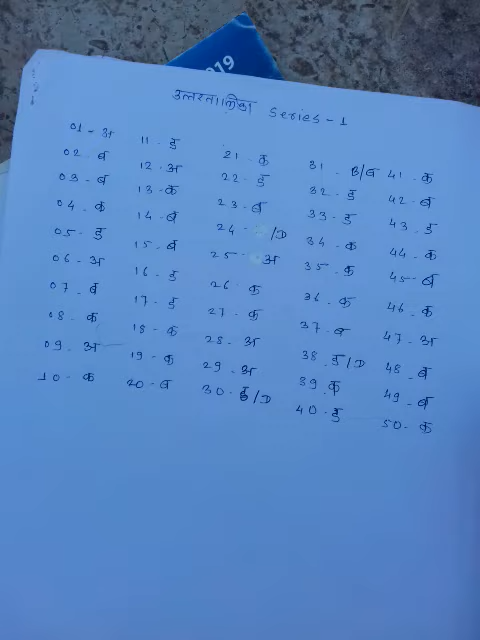 019
उत्तरतालिका Series - 1
01 - अ
02 - ब
03 - ब
04 - क
05 - ड
06 - अ
07 - ब
08 - क
09 - अ
10 - क
11 - ड
12 - अ
13 - क
14 - ब
15 - ब
16 - ड
17 - ड
18 - क
19 - क
20 - ब
21 - क
22 - ड
23 - ब
24 - /D
25 - अ
26 - क
27 - क
28 - अ
29 - अ
30 - ड/D
31 - B/ब
32 - ड
33 - ड
34 - क
35 - क
36 - क
37 - ब
38 - ड/D
39 - क
40 - ड
41 - क
42 - ब
43 - ड
44 - क
45 - ब
46 - क
47 - अ
48 - ब
49 - ब
50 - क